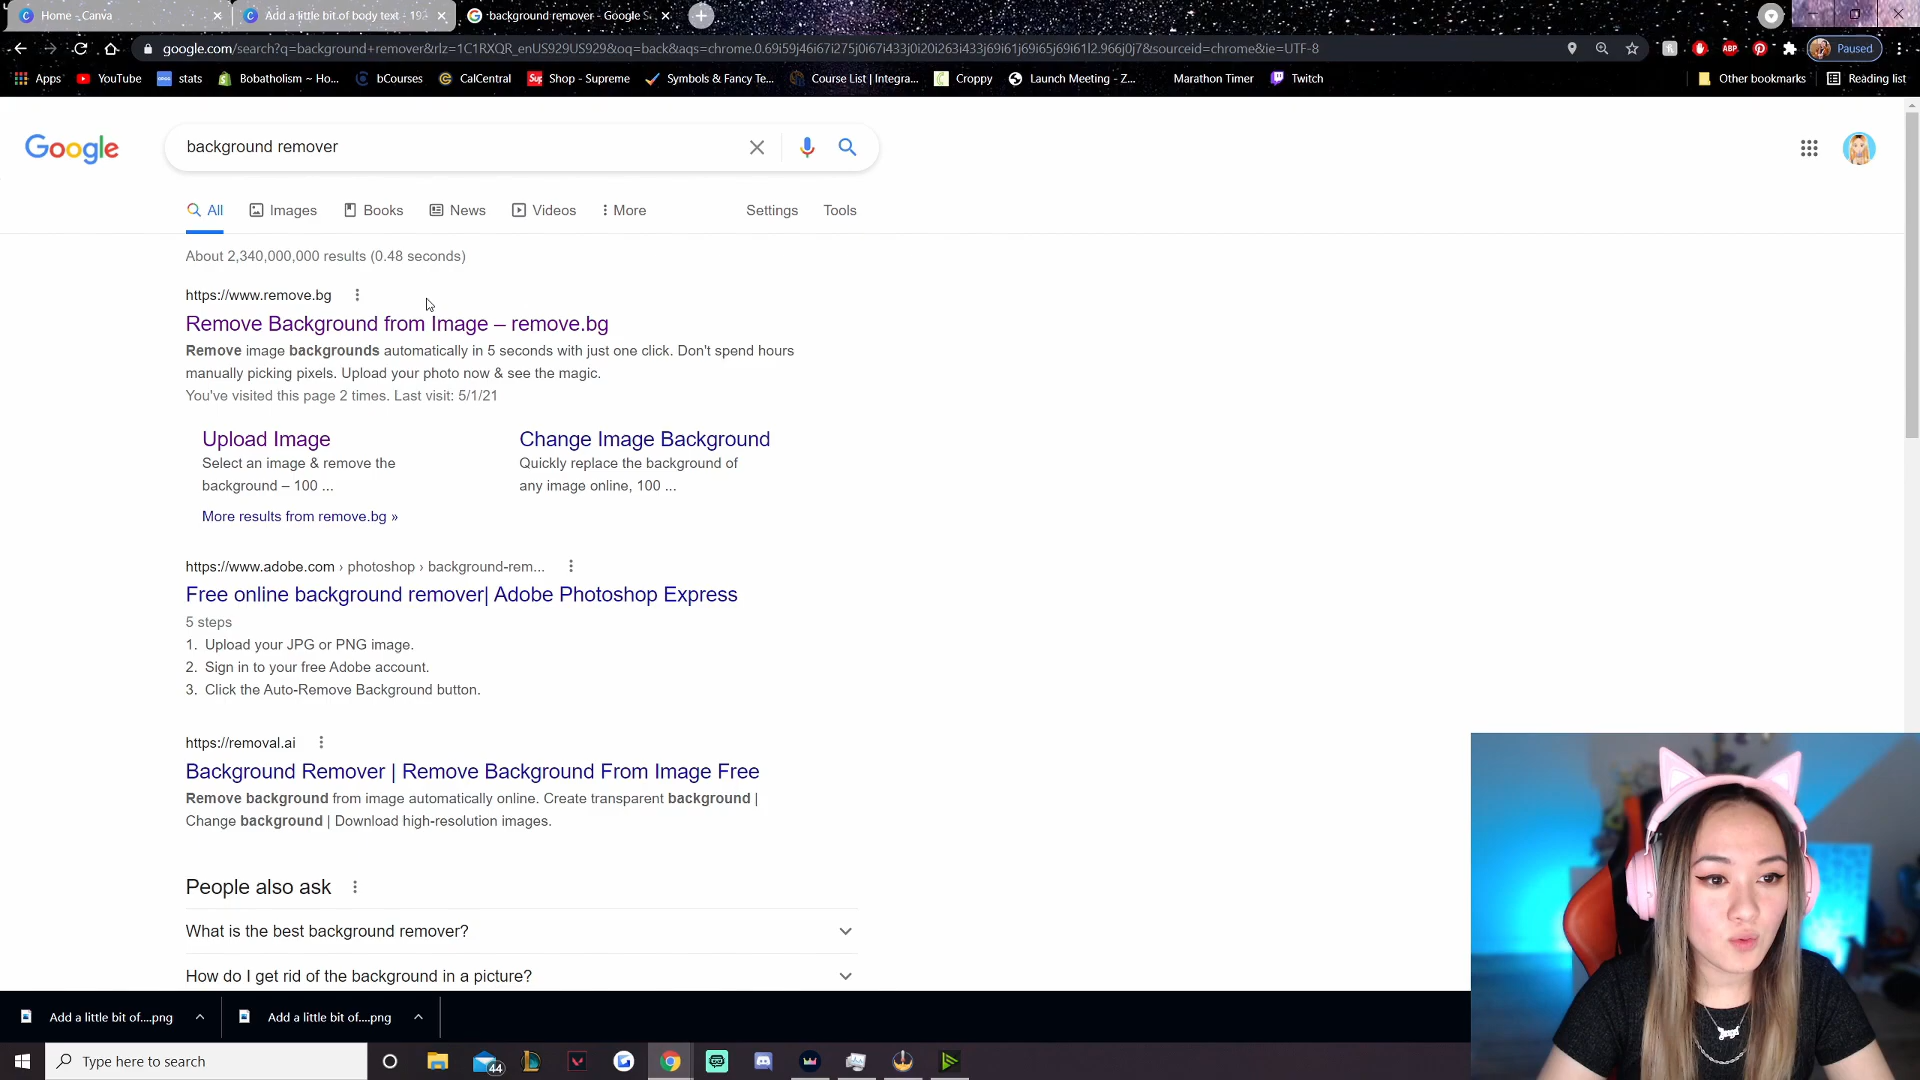 Home - Canva
Add a little bit of body text - 19
background remover - Google S
google.com/search?q=background+remover&rlz=1C1RXQR_enUS929US929&oq=back&aqs=chrome.0.69i59j46i67i275j0i67i433j0i20i263i433j69i61j69i65j69i61l2.966j0j7&sourceid=chrome&ie=UTF-8
ABP
Paused
Apps
YouTube
stats
Bobatholism – Ho...
bCourses
CalCentral
Sup Shop - Supreme
Symbols & Fancy Te...
Course List | Integra...
Croppy
Launch Meeting - Z...
Marathon Timer
Twitch
Other bookmarks
Reading list
Google
background remover
All
Images
Books
News
Videos
More
Settings
Tools
About 2,340,000,000 results (0.48 seconds)
https://www.remove.bg
Remove Background from Image – remove.bg
Remove image backgrounds automatically in 5 seconds with just one click. Don't spend hours
manually picking pixels. Upload your photo now & see the magic.
You've visited this page 2 times. Last visit: 5/1/21
Upload Image
Select an image & remove the
background – 100 ...
Change Image Background
Quickly replace the background of
any image online, 100 ...
More results from remove.bg »
https://www.adobe.com › photoshop › background-rem...
Free online background remover| Adobe Photoshop Express
5 steps
1. Upload your JPG or PNG image.
2. Sign in to your free Adobe account.
3. Click the Auto-Remove Background button.
https://removal.ai
Background Remover | Remove Background From Image Free
Remove background from image automatically online. Create transparent background |
Change background | Download high-resolution images.
People also ask
What is the best background remover?
How do I get rid of the background in a picture?
Add a little bit of....png
Add a little bit of....png
Type here to search
44